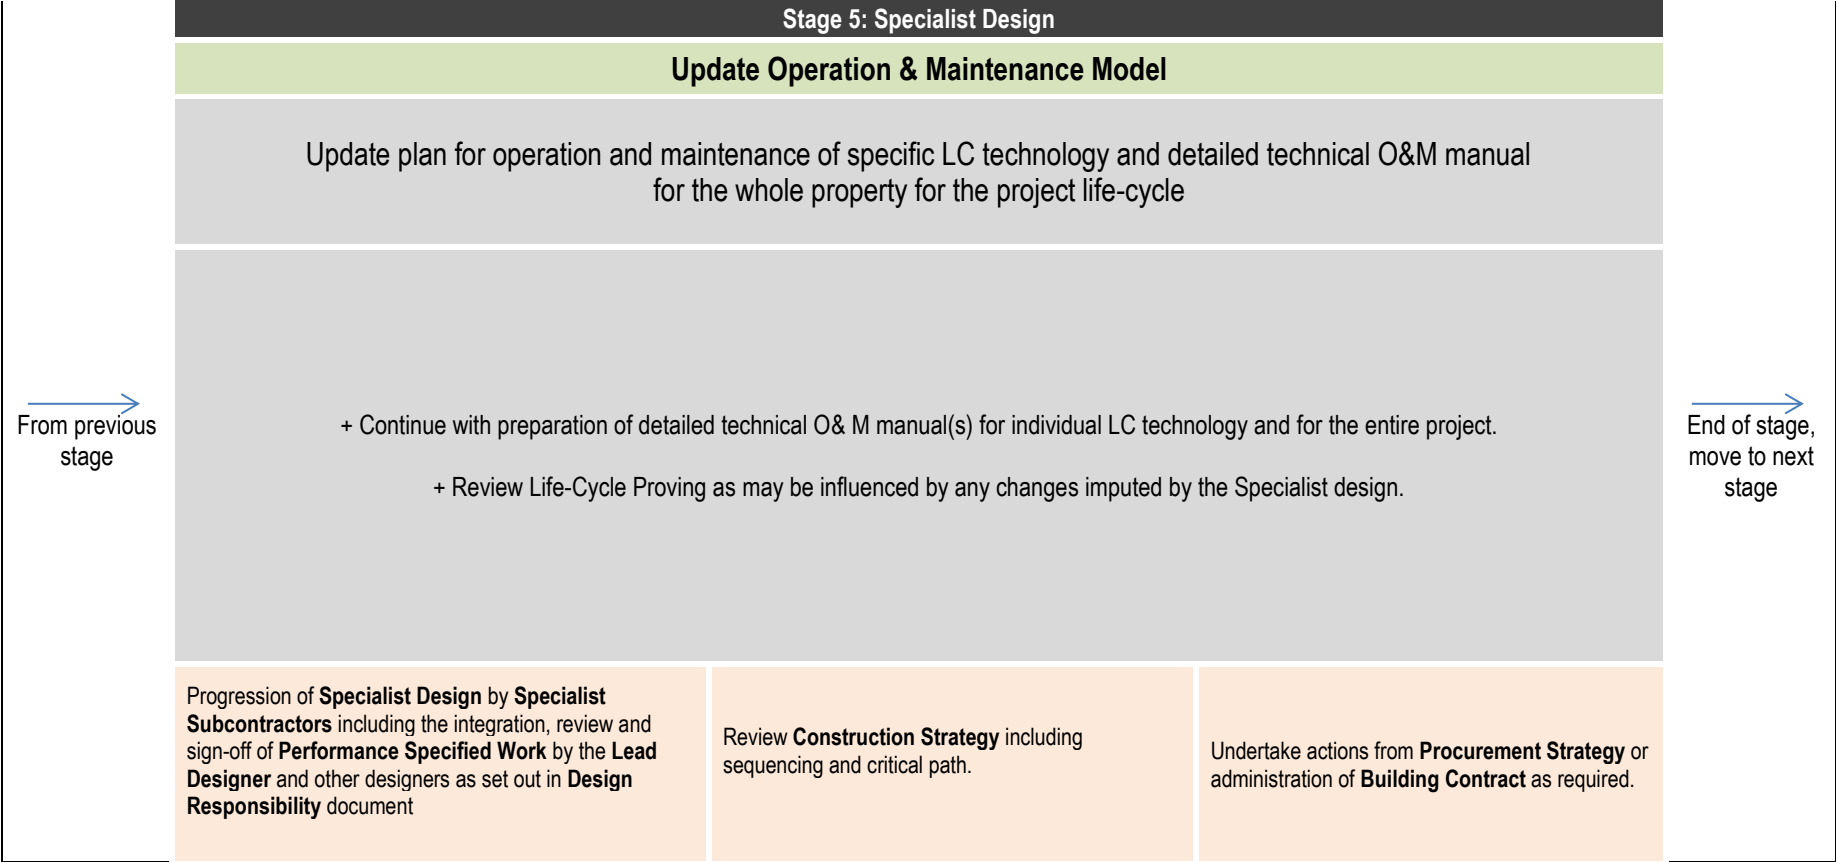 Stage 5: Specialist Design
Update Operation & Maintenance Model
Update plan for operation and maintenance of specific LC technology and detailed technical O&M manual
for the whole property for the project life-cycle
From previous
stage
+ Continue with preparation of detailed technical O& M manual(s) for individual LC technology and for the entire project.
+ Review Life-Cycle Proving as may be influenced by any changes imputed by the Specialist design.
End of stage,
move to next
stage
Progression of Specialist Design by Specialist
Subcontractors including the integration, review and
sign-off of Performance Specified Work by the Lead
Designer and other designers as set out in Design
Responsibility document
Review Construction Strategy including
sequencing and critical path.
Undertake actions from Procurement Strategy or
administration of Building Contract as required.